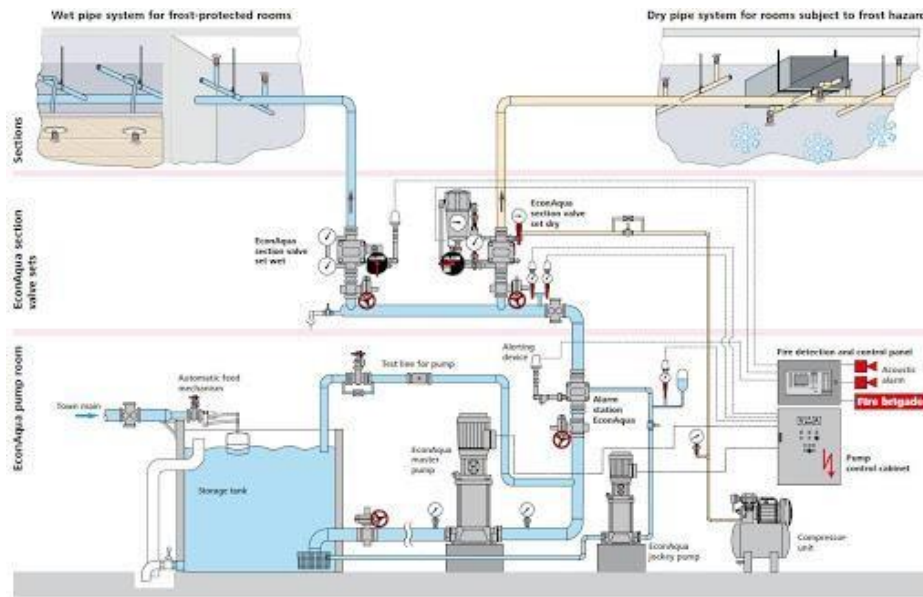 Wet pipe system for frost-protected rooms
Dry pipe system for rooms subject to frost hazard
Sections
EconAqua section
valve sets
EconAqua
section valve
set wet
EconAqua
section valve
set dry
EconAqua pump room
Town main
Automatic feed
mechanism
Storage tank
Test line for pump
EconAqua
master
pump
Alerting
device
Alarm
station
EconAqua
EconAqua
jockey pump
Fire detection and control panel
Acoustic
alarm
Fire brigade
Pump
control cabinet
Compressor
unit